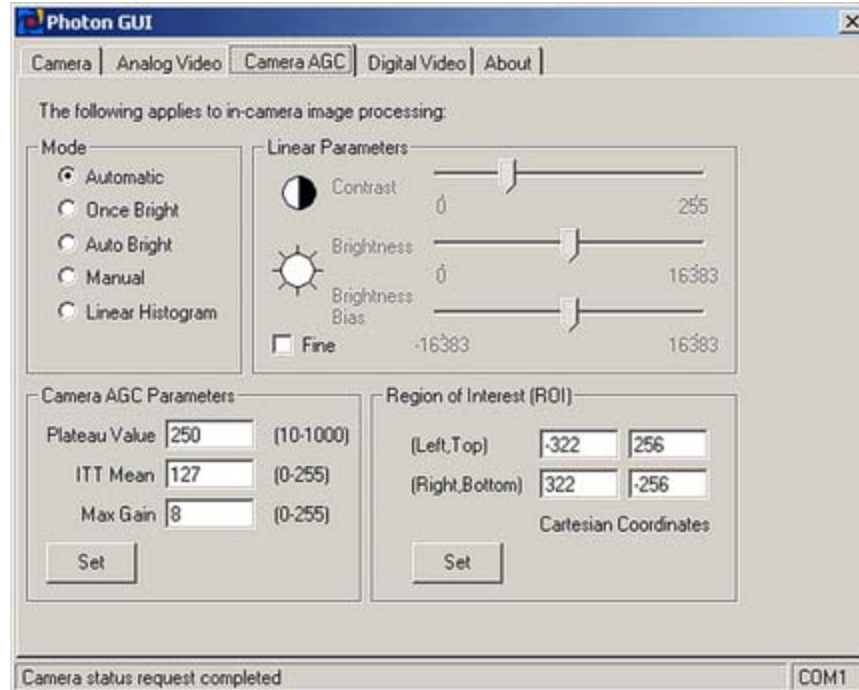 Photon GUI
Camera Analog Video Camera AGC Digital Video About
The following applies to in-camera image processing:
Mode
Automatic
Once Bright
Auto Bright
Manual
Linear Histogram
Linear Parameters
Contrast
0 255
Brightness
0 16383
Brightness
Bias
Fine -16383 16383
Camera AGC Parameters
Plateau Value 250 (10-1000)
ITT Mean 127 (0-255)
Max Gain 8 (0-255)
Set
Region of Interest (ROI)
(Left,Top) -322 256
(Right,Bottom) 322 -256
Cartesian Coordinates
Set
Camera status request completed COM1